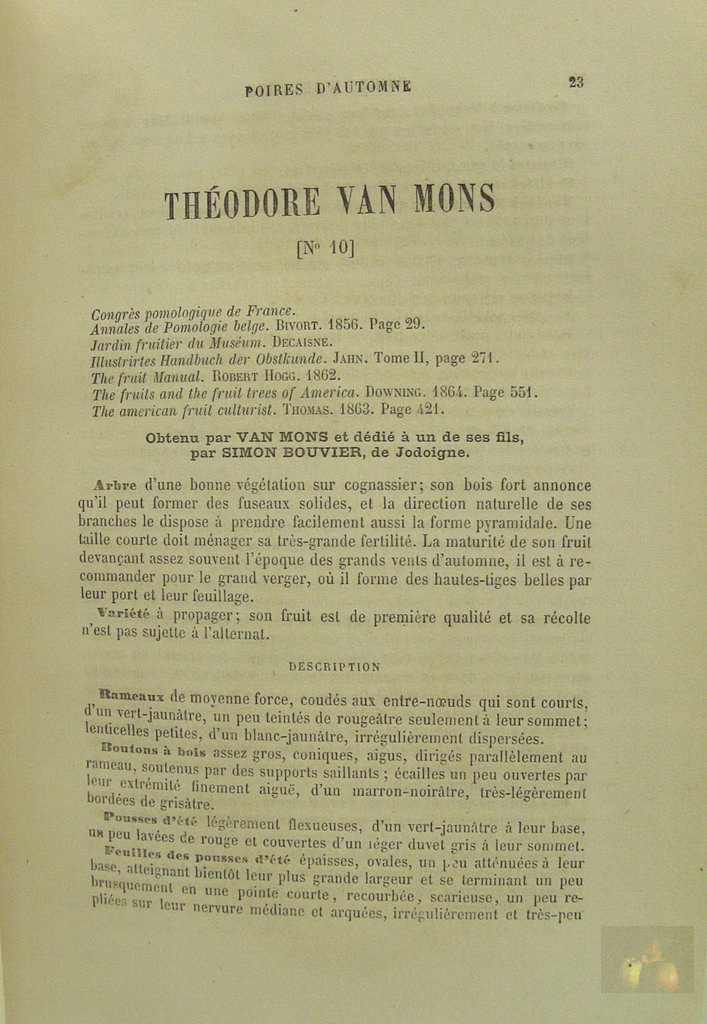 POIRES D'AUTOMNE 23
THÉODORE VAN MONS
[Nº 10]
Congrès pomologique de France.
Annales de Pomologie belge. BIVORT. 1856. Page 29.
Jardin fruitier du Muséum. DECAISNE.
Illustrirtes Handbuch der Obstkunde. JAHN. Tome II, page 271.
The fruit Manual. ROBERT HOGG. 1862.
The fruits and the fruit trees of America. DOWNING. 1864. Page 551.
The american fruit culturist. THOMAS. 1863. Page 421.
Obtenu par VAN MONS et dédié à un de ses fils,
par SIMON BOUVIER, de Jodoigne.
Arbre d'une bonne végétation sur cognassier; son bois fort annonce
qu'il peut former des fuseaux solides, et la direction naturelle de ses
branches le dispose à prendre facilement aussi la forme pyramidale. Une
taille courte doit ménager sa très-grande fertilité. La maturité de son fruit
devançant assez souvent l'époque des grands vents d'automne, il est à re-
commander pour le grand verger, où il forme des hautes-tiges belles par
leur port et leur feuillage.
Variété à propager; son fruit est de première qualité et sa récolte
n'est pas sujette à l'alternat.
DESCRIPTION
Rameaux de moyenne force, coudés aux entre-nœuds qui sont courts,
d'un vert-jaunâtre, un peu teintés de rougeâtre seulement à leur sommet;
lenticelles petites, d'un blanc-jaunâtre, irrégulièrement dispersées.
Boutons à bois assez gros, coniques, aigus, dirigés parallèlement au
rameau, soutenus par des supports saillants; écailles un peu ouvertes par
leur extrémité finement aiguë, d'un marron-noirâtre, très-légèrement
bordées de grisâtre.
Pousses d'été légèrement flexueuses, d'un vert-jaunâtre à leur base,
un peu lavées de rouge et couvertes d'un léger duvet gris à leur sommet.
Feuilles des pousses d'été épaisses, ovales, un peu atténuées à leur
base, atteignant bientôt leur plus grande largeur et se terminant un peu
brusquement en une pointe courte, recourbée, scarieuse, un peu re-
pliées sur leur nervure médiane et arquées, irrégulièrement et très-peu